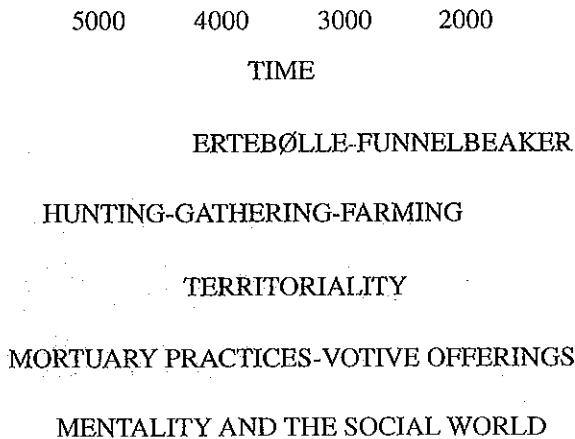 5000 4000 3000 2000
TIME
ERTEBØLLE-FUNNELBEAKER
HUNTING-GATHERING-FARMING
TERRITORIALITY
MORTUARY PRACTICES-VOTIVE OFFERINGS
MENTALITY AND THE SOCIAL WORLD